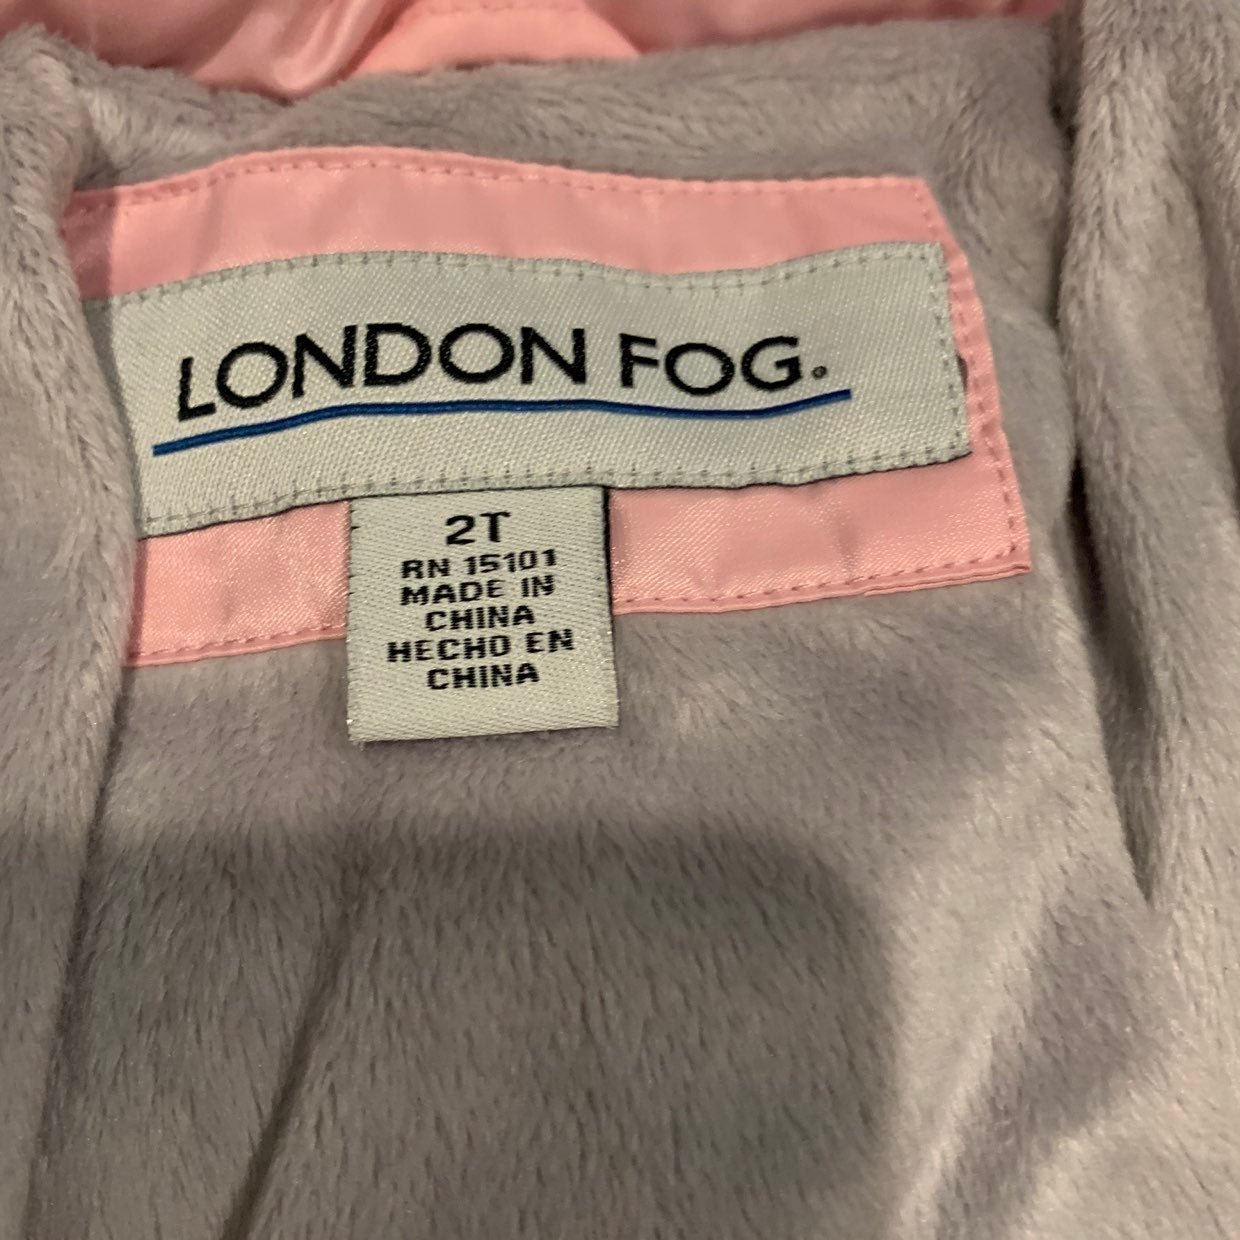 LONDON FOG.
2T
RN 15101
MADE IN
CHINA
HECHO EN
CHINA